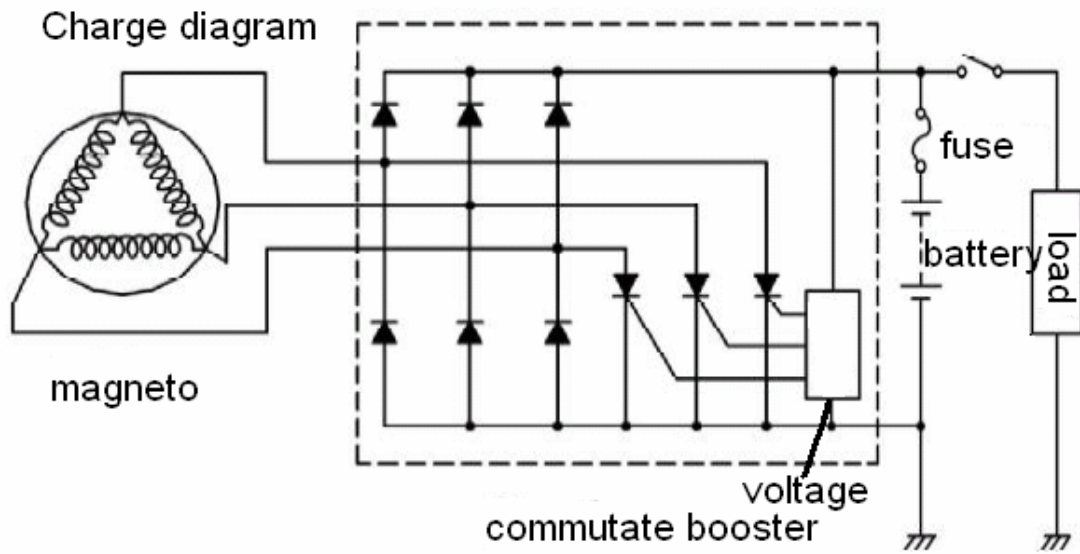 Charge diagram
fuse
battery
load
magneto
voltage
commutate booster